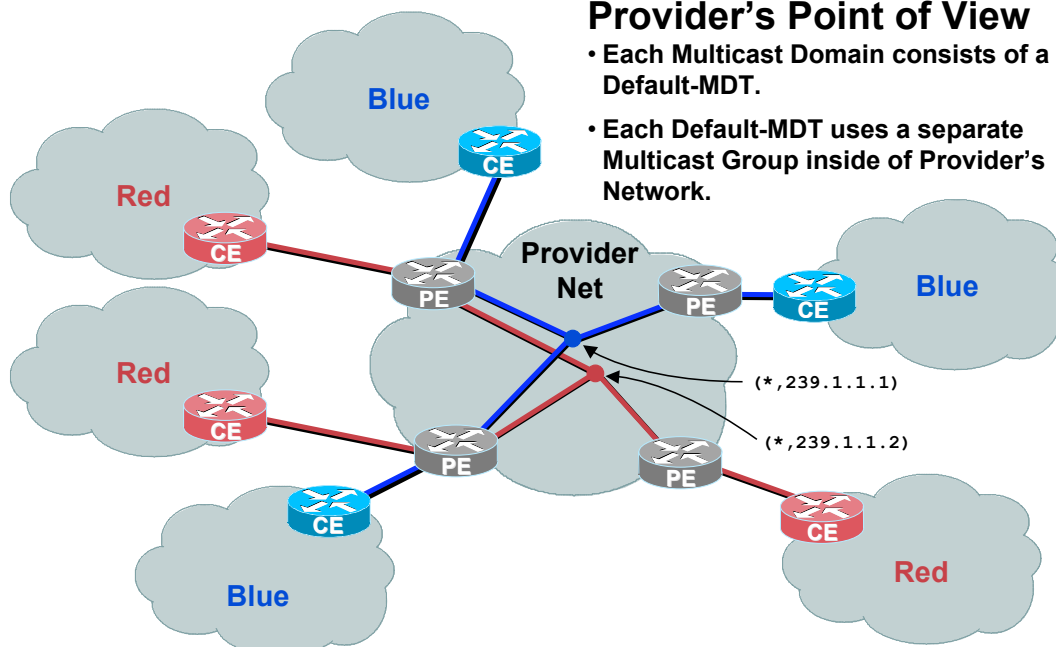 Provider's Point of View
• Each Multicast Domain consists of a
Default-MDT.
• Each Default-MDT uses a separate
Multicast Group inside of Provider's
Network.
Blue
CE
Red
CE
Provider
Net
PE
PE
CE
Blue
Red
CE
(*,239.1.1.1)
(*,239.1.1.2)
PE
PE
CE
CE
Blue
Red